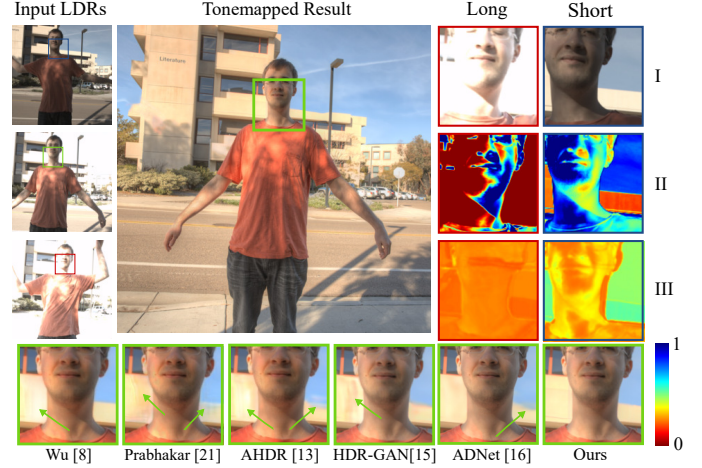 Input LDRs
Tonemapped Result
Long
Short
Literature
I
II
III
1
0
Wu [8]
Prabhakar [21]
AHDR [13]
HDR-GAN[15]
ADNet [16]
Ours